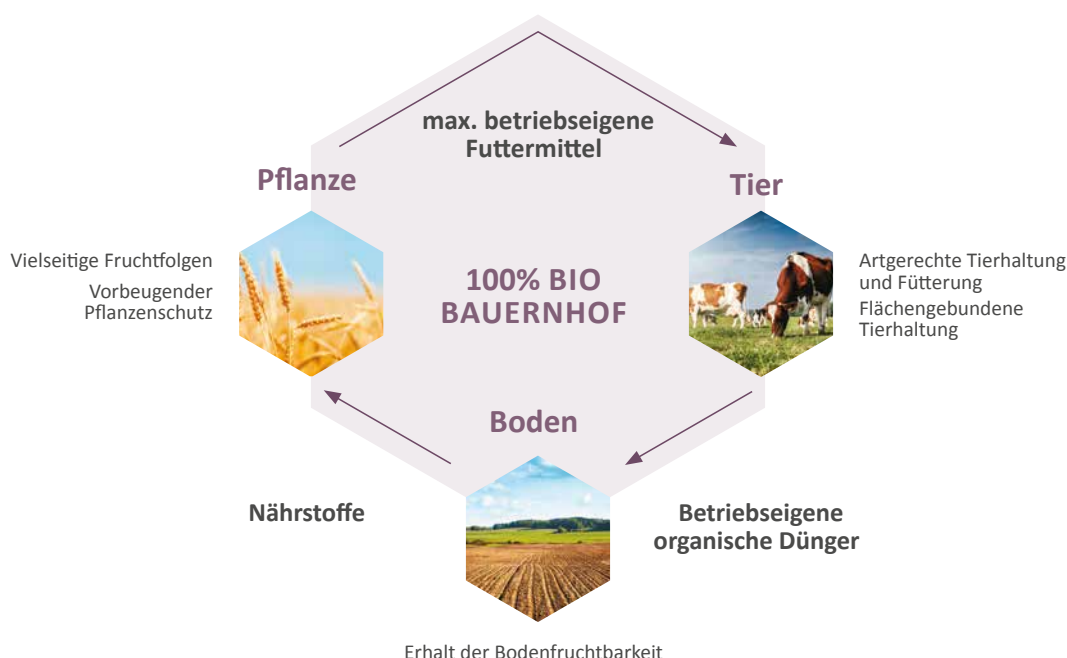 max. betriebseigene
Futtermittel
Pflanze
Tier
Vielseitige Fruchtfolgen
Vorbeugender
Pflanzenschutz
100% BIO
BAUERNHOF
Artgerechte Tierhaltung
und Fütterung
Flächengebundene
Tierhaltung
Boden
Nährstoffe
Betriebseigene
organische Dünger
Erhalt der Bodenfruchtbarkeit